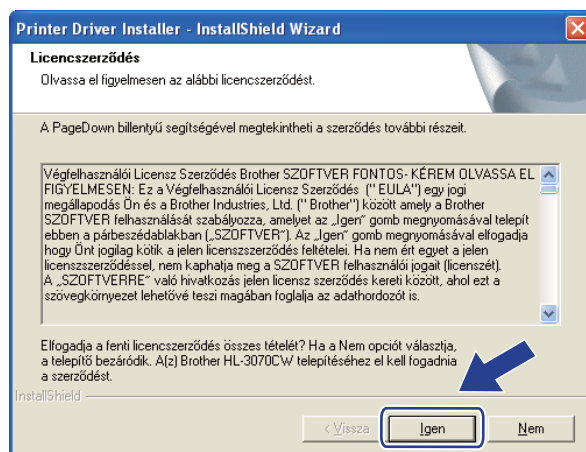 Printer Driver Installer - InstallShield Wizard
Licencszerződés
Olvassa el figyelmesen az alábbi licencszerződést.
A PageDown billentyű segítségével megtekintheti a szerződés további részeit.
Végfelhasználói Licensz Szerződés Brother SZOFTVER FONTOS- KÉREM OLVASSA EL
FIGYELMESEN: Ez a Végfelhasználói Licensz Szerződés ("EULA") egy jogi
megállapodás Ön és a Brother Industries, Ltd. ("Brother") között amely a Brother
SZOFTVER felhasználását szabályozza, amelyet az „Igen” gomb megnyomásával telepít
ebben a párbeszédablakban („SZOFTVER”). Az „Igen” gomb megnyomásával elfogadja
hogy Önt jogilag kötik a jelen licenszszerződés feltételei. Ha nem ért egyet a jelen
licenszszerződéssel, nem kaphatja meg a SZOFTVER felhasználói jogait (licenszét).
A „SZOFTVERRE” való hivatkozás jelen licensz szerződés kereti között, ahol ezt a
szövegkörnyezet lehetővé teszi magában foglalja az adathordozót is.
Elfogadja a fenti licencszerződés összes tételét? Ha a Nem opciót választja,
a telepítő bezáródik. A(z) Brother HL-3070CW telepítéséhez el kell fogadnia
a szerződést.
InstallShield
< Vissza Igen Nem